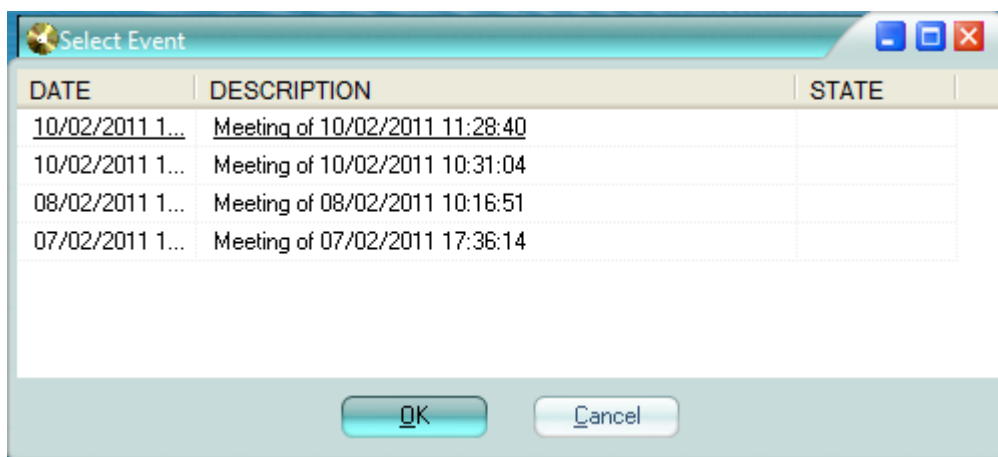 Select Event
DATE DESCRIPTION STATE
10/02/2011 1... Meeting of 10/02/2011 11:28:40
10/02/2011 1... Meeting of 10/02/2011 10:31:04
08/02/2011 1... Meeting of 08/02/2011 10:16:51
07/02/2011 1... Meeting of 07/02/2011 17:36:14
OK Cancel